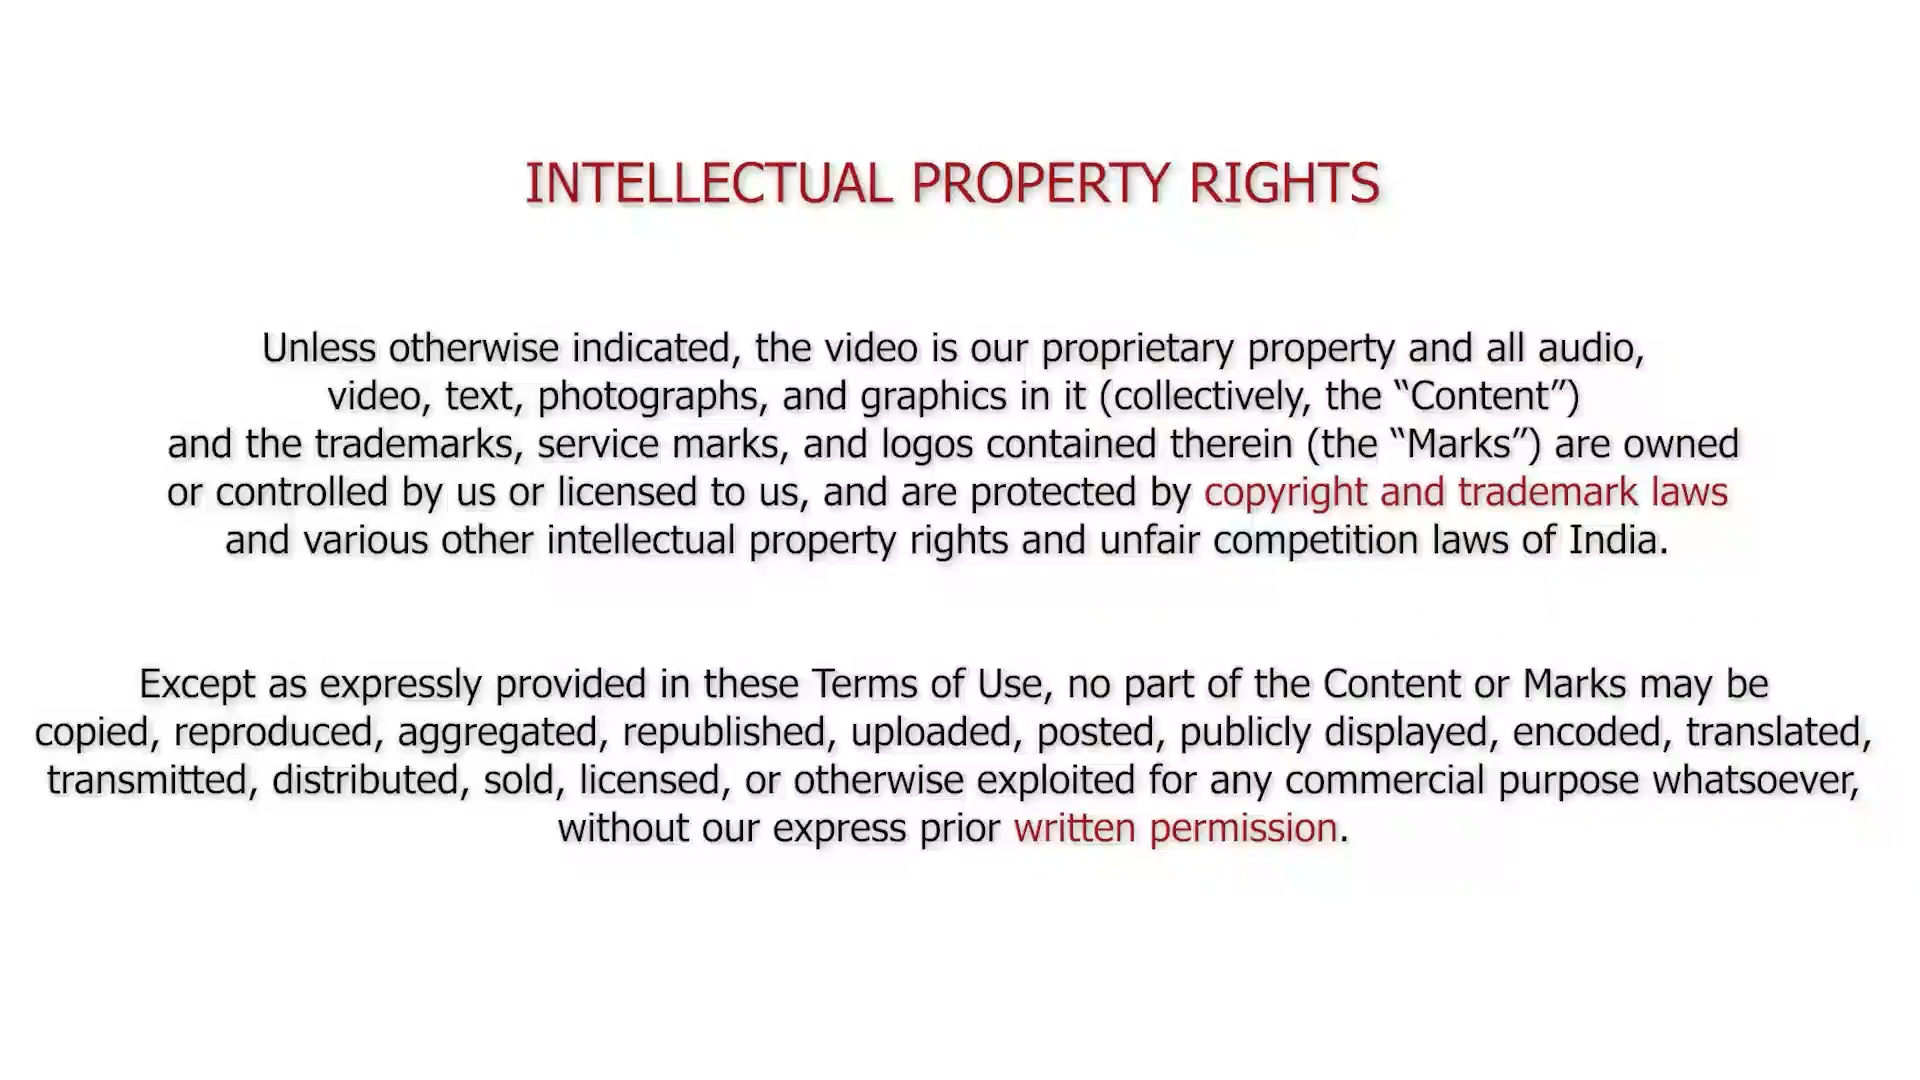 INTELLECTUAL PROPERTY RIGHTS
Unless otherwise indicated, the video is our proprietary property and all audio,
video, text, photographs, and graphics in it (collectively, the “Content”)
and the trademarks, service marks, and logos contained therein (the “Marks”) are owned
or controlled by us or licensed to us, and are protected by copyright and trademark laws
and various other intellectual property rights and unfair competition laws of India.
Except as expressly provided in these Terms of Use, no part of the Content or Marks may be
copied, reproduced, aggregated, republished, uploaded, posted, publicly displayed, encoded, translated,
transmitted, distributed, sold, licensed, or otherwise exploited for any commercial purpose whatsoever,
without our express prior written permission.